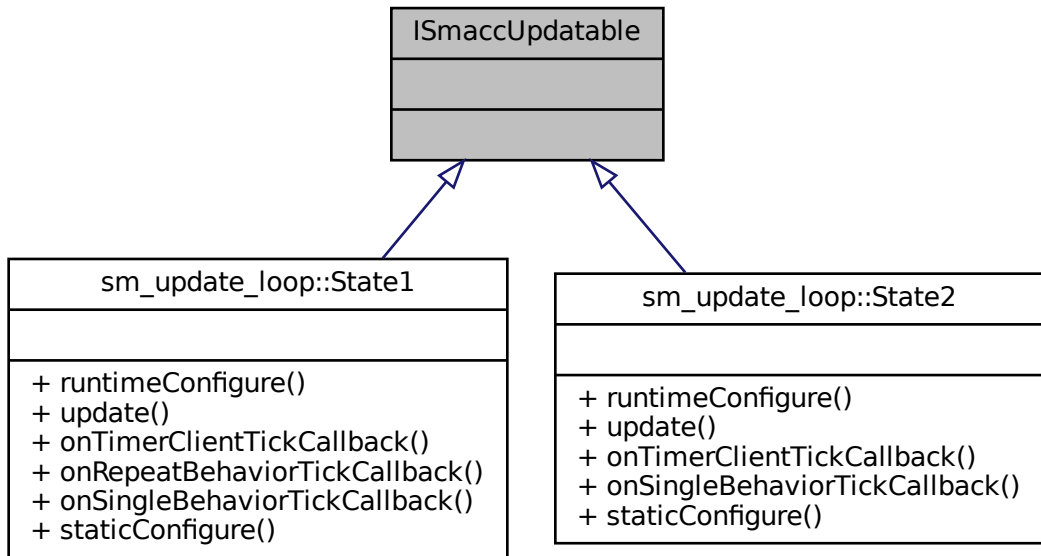 ISmaccUpdatable
sm_update_loop::State1
+ runtimeConfigure()
+ update()
+ onTimerClientTickCallback()
+ onRepeatBehaviorTickCallback()
+ onSingleBehaviorTickCallback()
+ staticConfigure()
sm_update_loop::State2
+ runtimeConfigure()
+ update()
+ onTimerClientTickCallback()
+ onSingleBehaviorTickCallback()
+ staticConfigure()